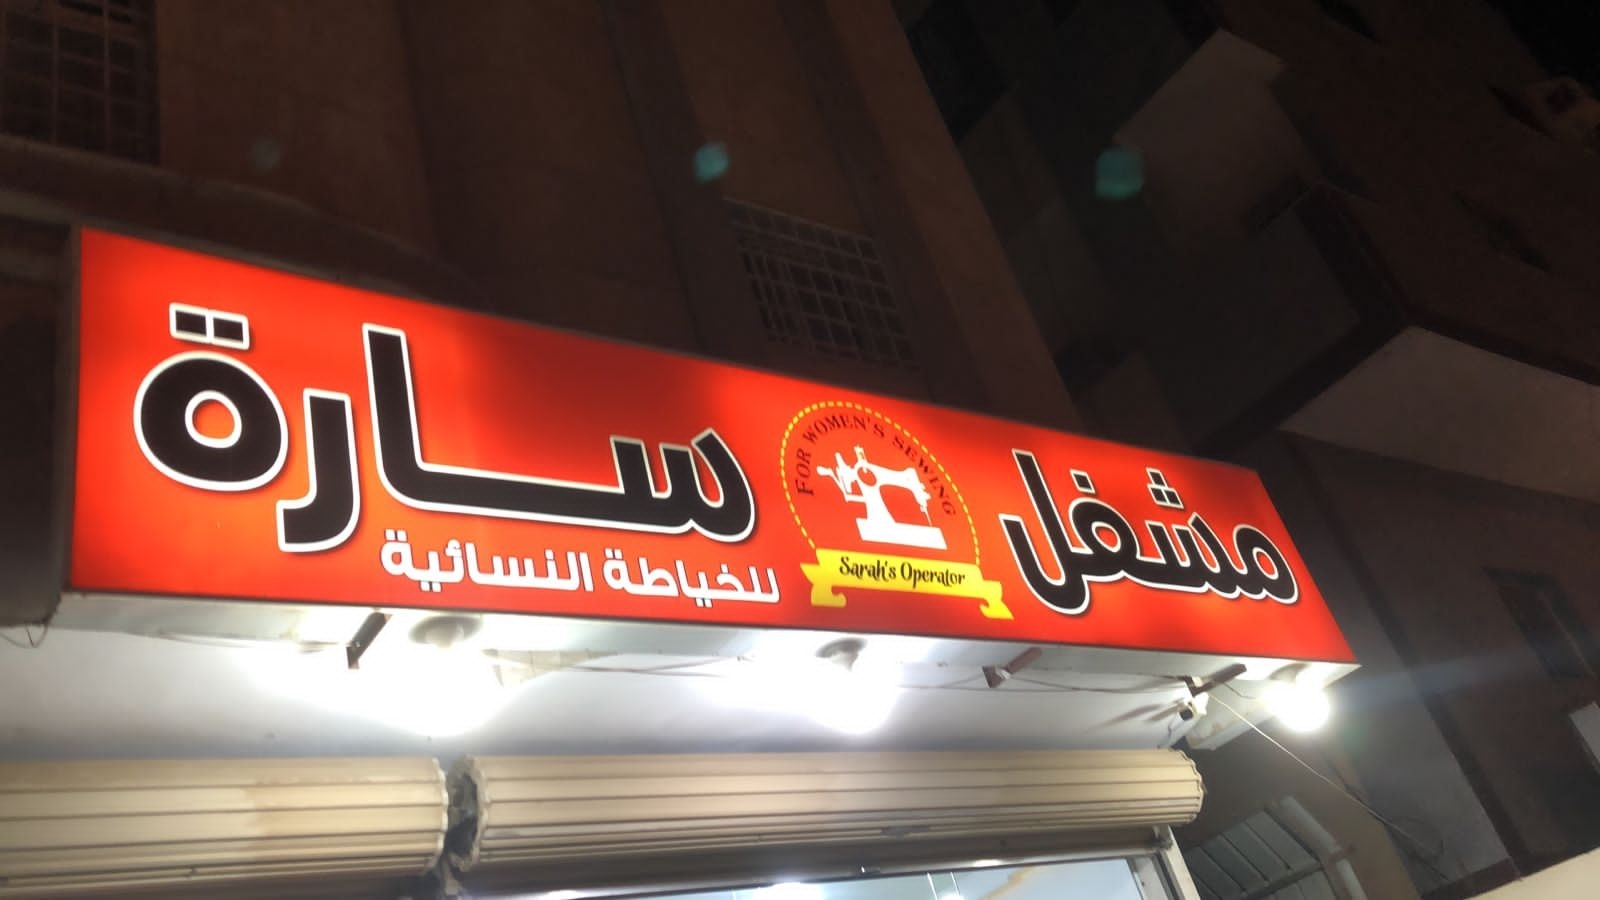 مشغل سارة
للخياطة النسائية
FOR WOMEN'S SEWING
Sarah's Operator